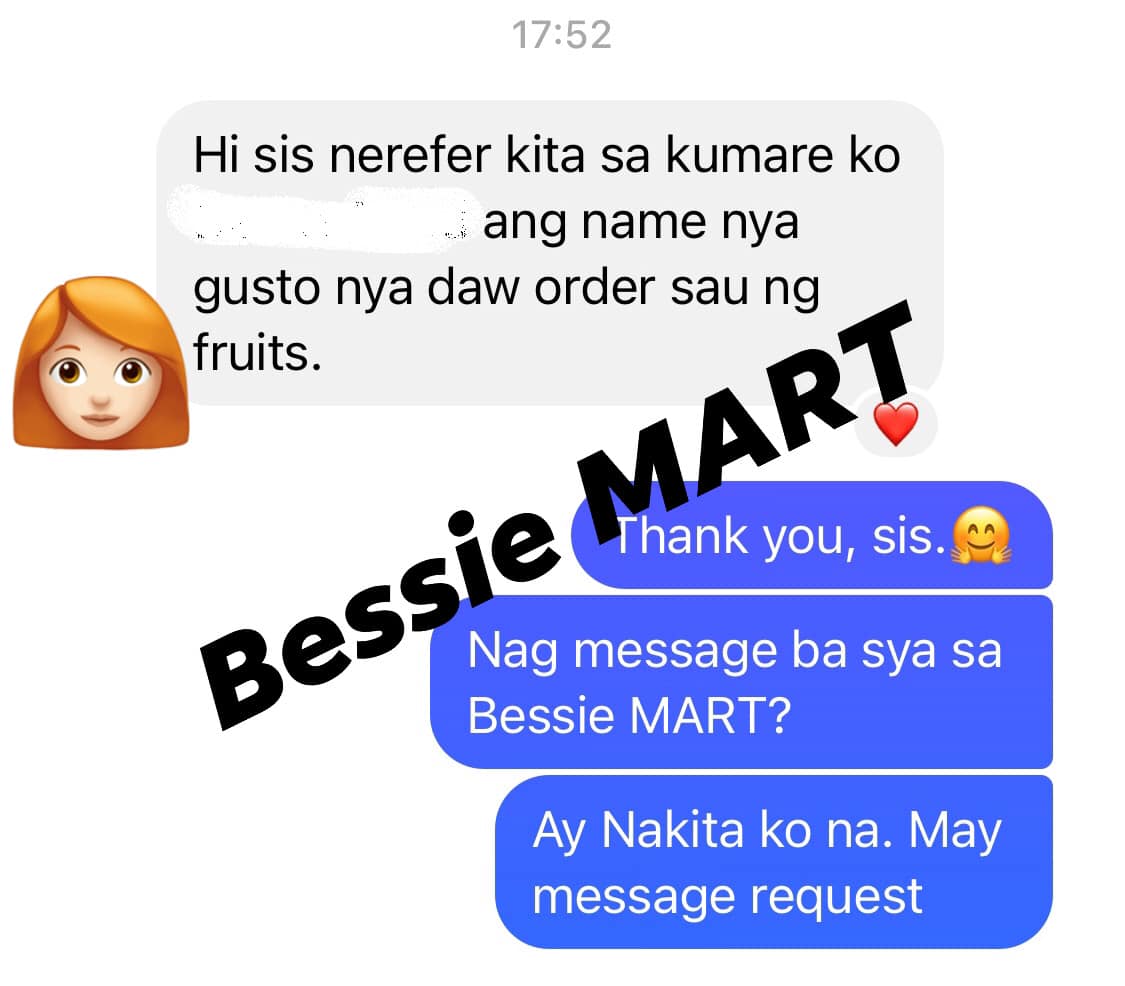 17:52
Hi sis nerefer kita sa kumare ko
ang name nya
gusto nya daw order sau ng
fruits.
Bessie MART
Thank you, sis.🤗
Nag message ba sya sa
Bessie MART?
Ay Nakita ko na. May
message request